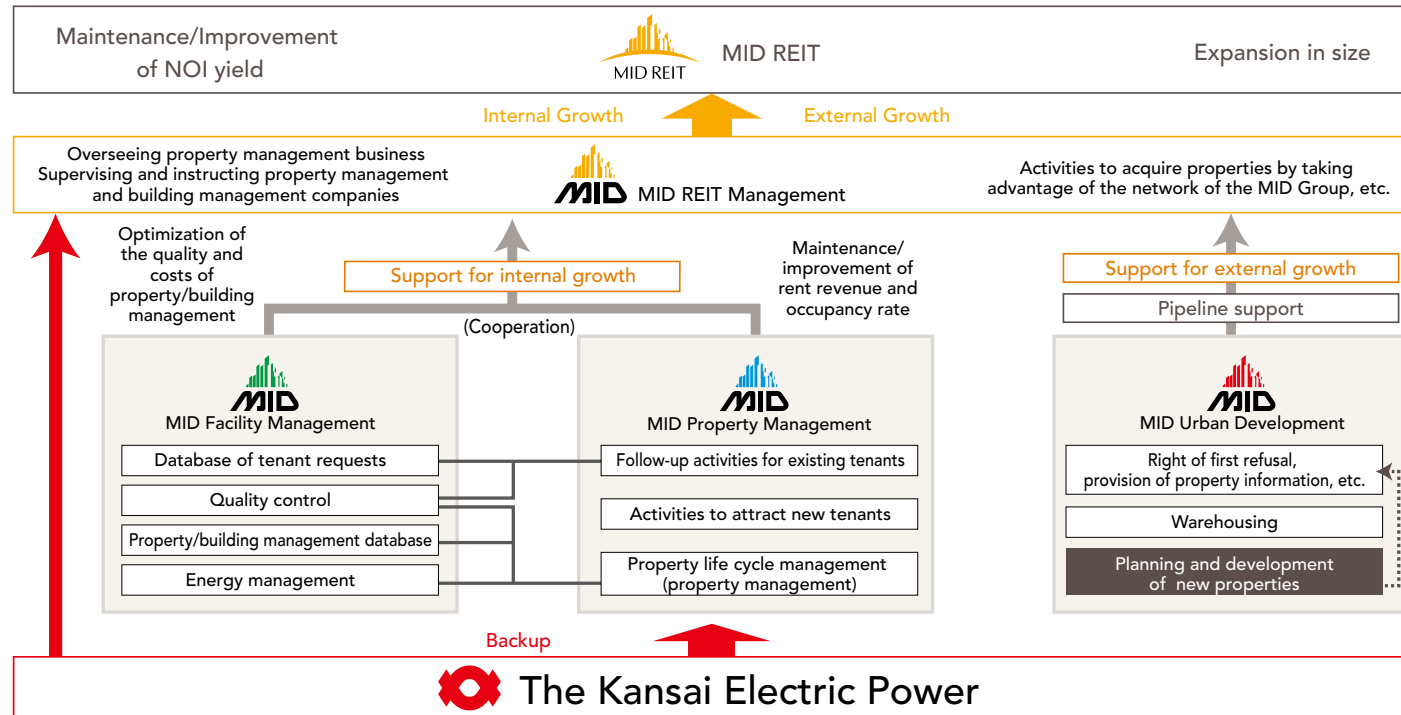 Maintenance/Improvement
of NOI yield
MID REIT
MID REIT
Expansion in size
Internal Growth
External Growth
Overseeing property management business
Supervising and instructing property management
and building management companies
MID
MID REIT Management
Activities to acquire properties by taking
advantage of the network of the MID Group, etc.
Optimization of
the quality and
costs of
property/building
management
Support for internal growth
(Cooperation)
Maintenance/
improvement of
rent revenue and
occupancy rate
Support for external growth
Pipeline support
MID
MID Facility Management
Database of tenant requests
Quality control
Property/building management database
Energy management
MID
MID Property Management
Follow-up activities for existing tenants
Activities to attract new tenants
Property life cycle management
(property management)
MID
MID Urban Development
Right of first refusal,
provision of property information, etc.
Warehousing
Planning and development
of new properties
Backup
The Kansai Electric Power